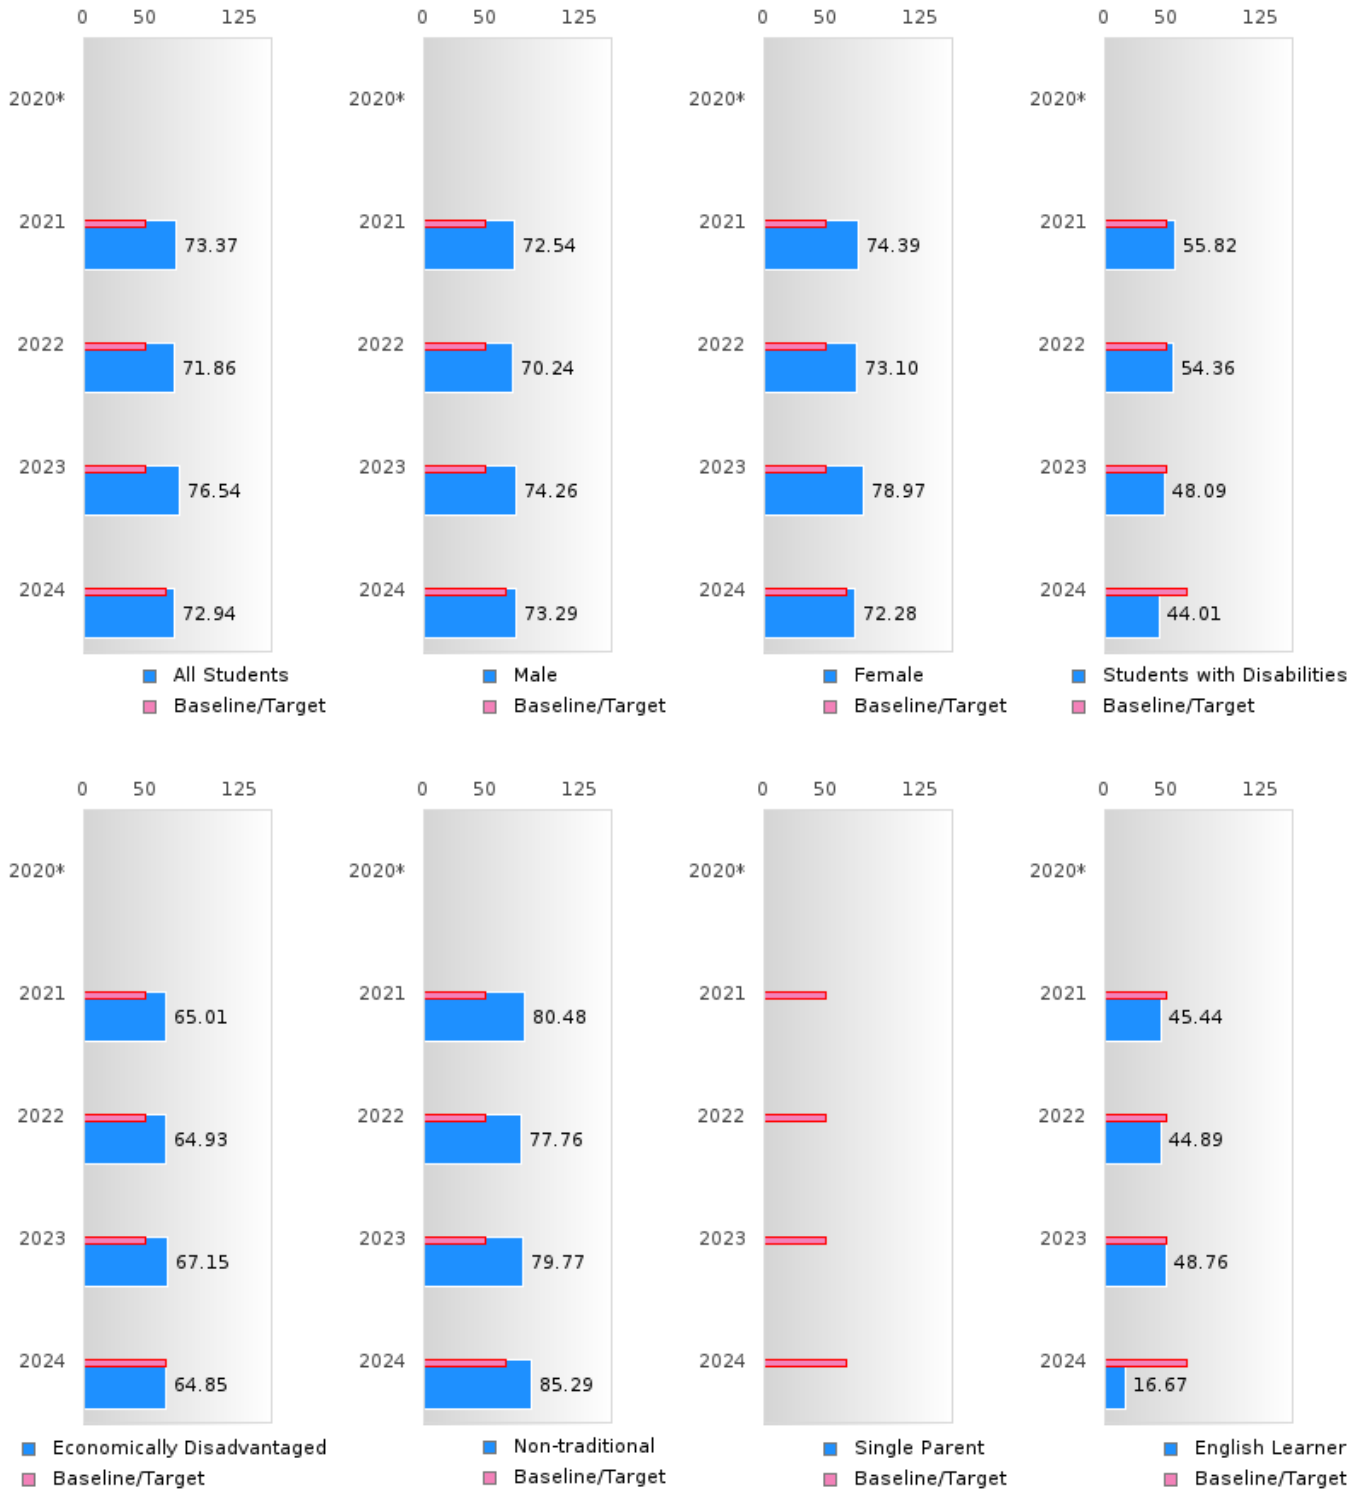 0 50 125 0 50 125 0 50 125 0 50 125
2020* 2020* 2020* 2020*
2021 73.37 2021 72.54 2021 74.39 2021 55.82
2022 71.86 2022 70.24 2022 73.10 2022 54.36
2023 76.54 2023 74.26 2023 78.97 2023 48.09
2024 72.94 2024 73.29 2024 72.28 2024 44.01
All Students Male Female Students with Disabilities
Baseline/Target Baseline/Target Baseline/Target Baseline/Target
0 50 125 0 50 125 0 50 125 0 50 125
2020* 2020* 2020* 2020*
2021 65.01 2021 80.48 2021 2021 45.44
2022 64.93 2022 77.76 2022 2022 44.89
2023 67.15 2023 79.77 2023 2023 48.76
2024 64.85 2024 85.29 2024 2024 16.67
Economically Disadvantaged Non-traditional Single Parent English Learner
Baseline/Target Baseline/Target Baseline/Target Baseline/Target